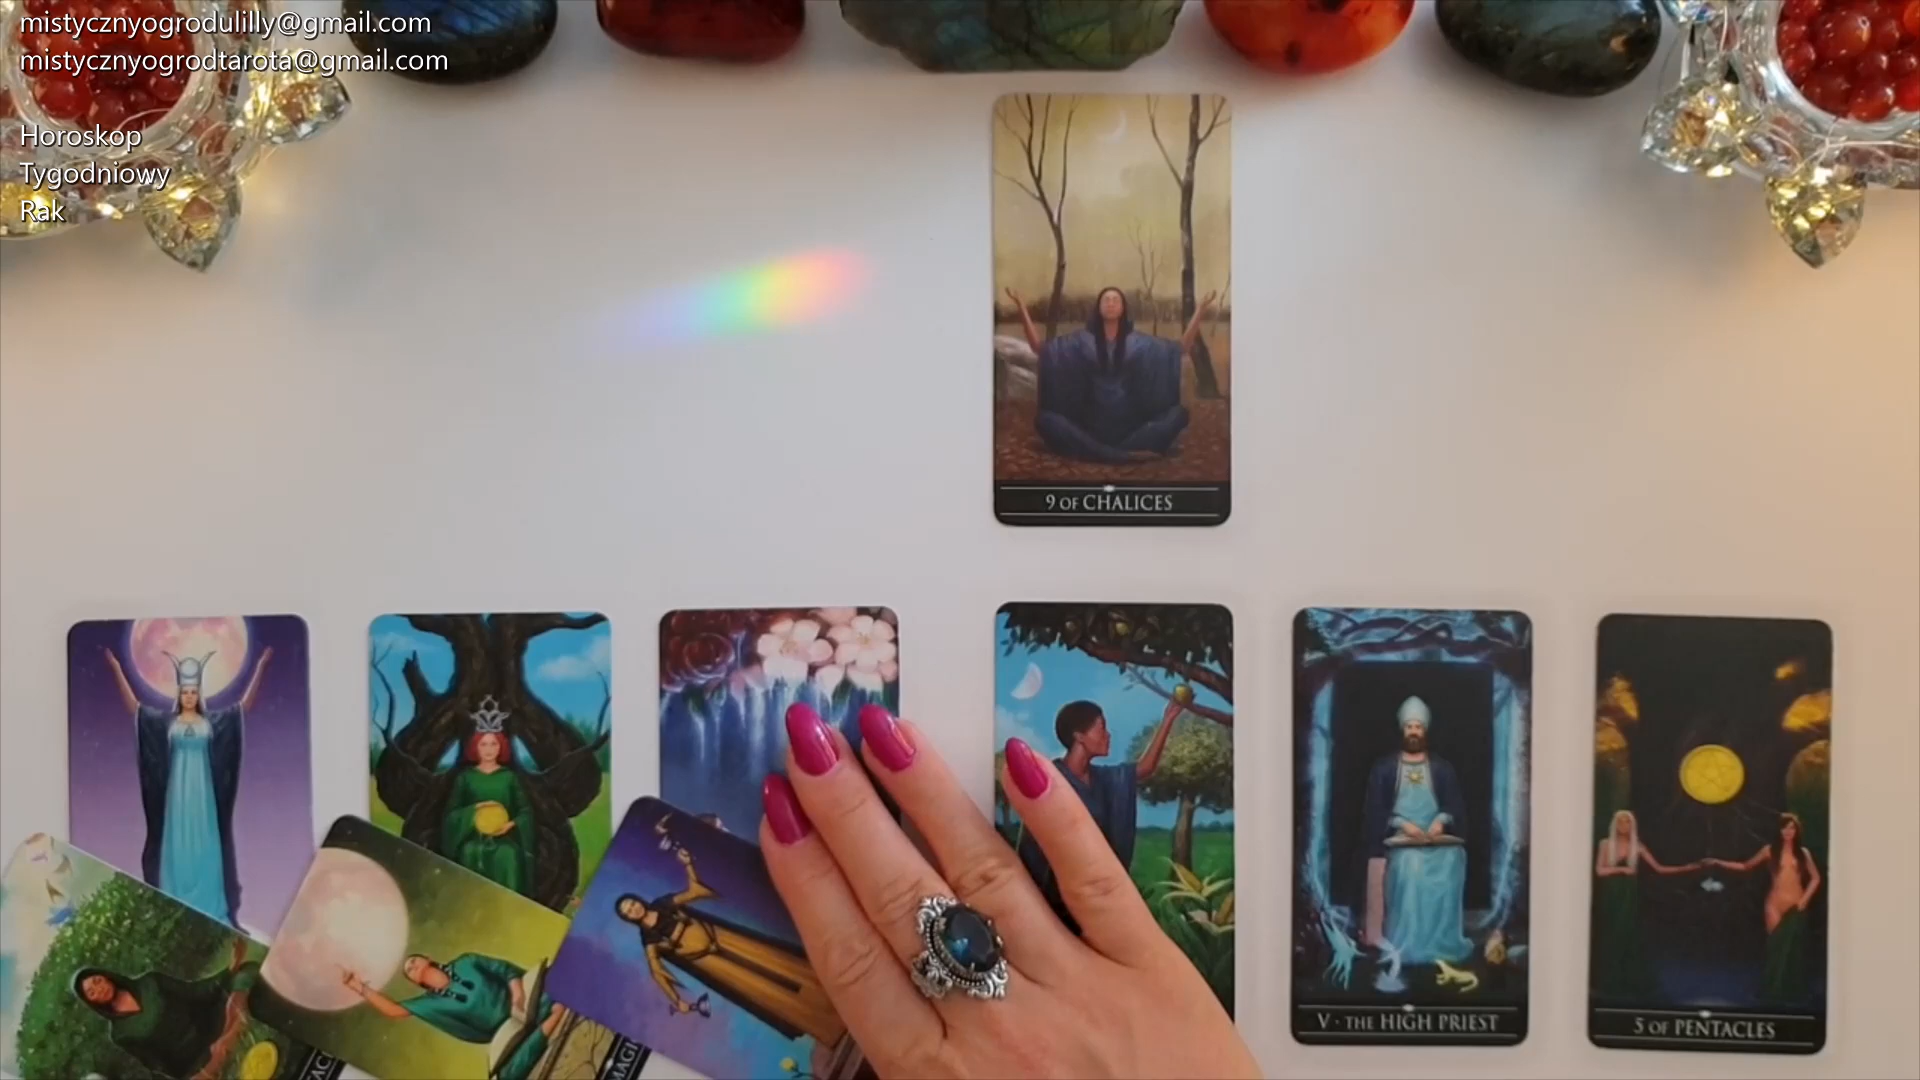 mistycznyogrodulilly@gmail.com
mistycznyogrodtarota@gmail.com
Horoskop
Tygodniowy
Rak
9 OF CHALICES
V · THE HIGH PRIEST
5 OF PENTACLES